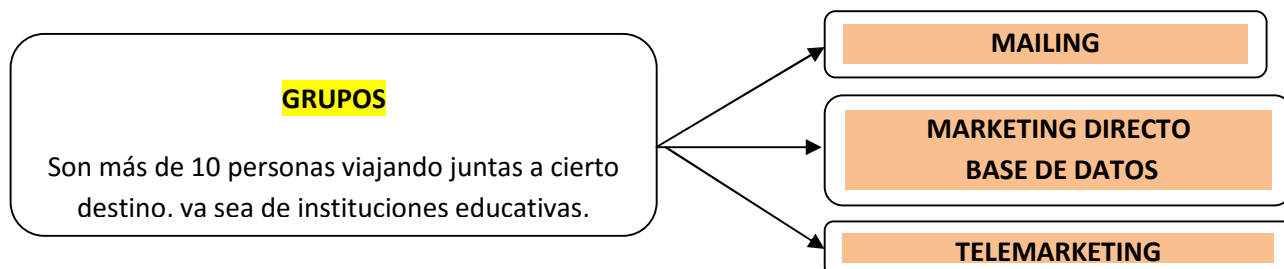 GRUPOS
Son más de 10 personas viajando juntas a cierto
destino, ya sea de instituciones educativas.
MAILING
MARKETING DIRECTO
BASE DE DATOS
TELEMARKETING